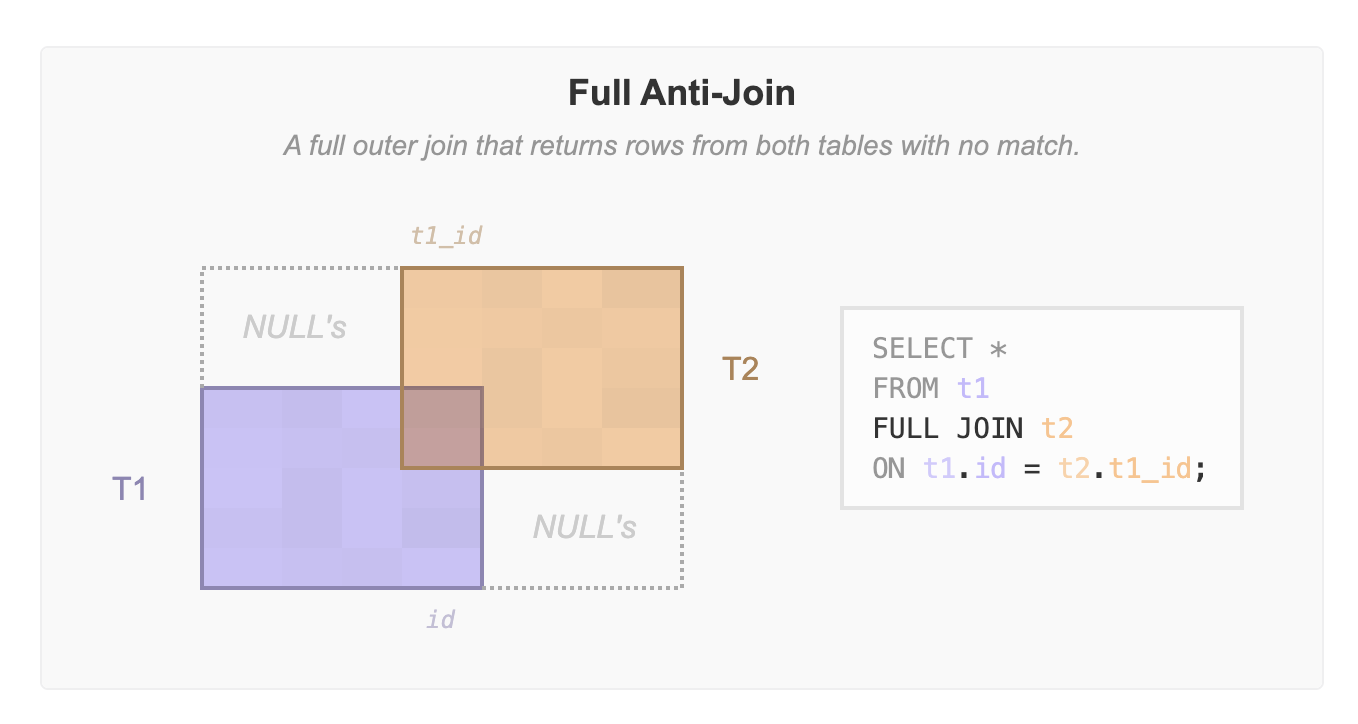 Full Anti-Join
A full outer join that returns rows from both tables with no match.
t1_id
NULL's
T2
T1
NULL's
id
SELECT *
FROM t1
FULL JOIN t2
ON t1.id = t2.t1_id;